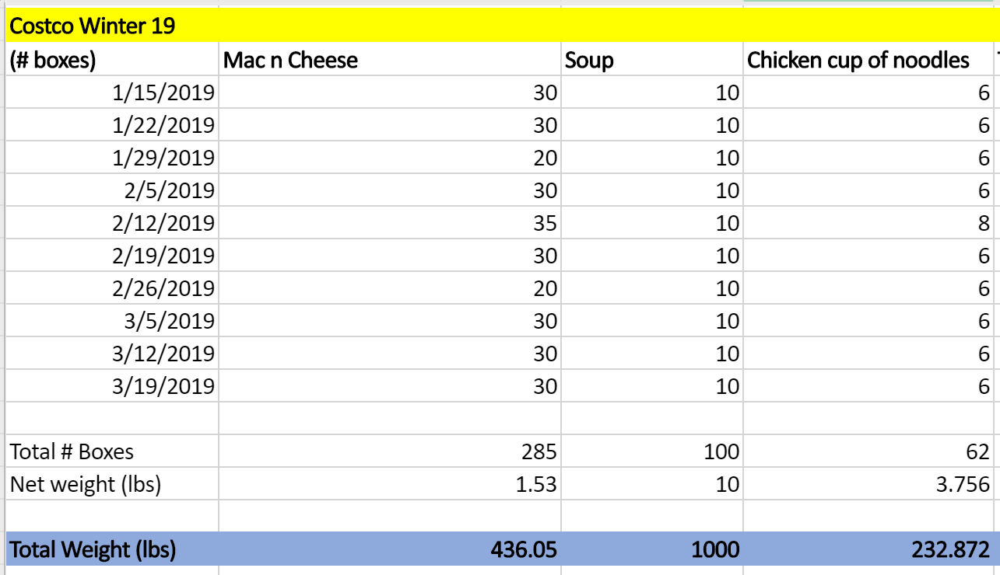 Costco Winter 19
(# boxes) Mac n Cheese Soup Chicken cup of noodles
1/15/2019 30 10 6
1/22/2019 30 10 6
1/29/2019 20 10 6
2/5/2019 30 10 6
2/12/2019 35 10 8
2/19/2019 30 10 6
2/26/2019 20 10 6
3/5/2019 30 10 6
3/12/2019 30 10 6
3/19/2019 30 10 6
Total # Boxes 285 100 62
Net weight (lbs) 1.53 10 3.756
Total Weight (lbs) 436.05 1000 232.872